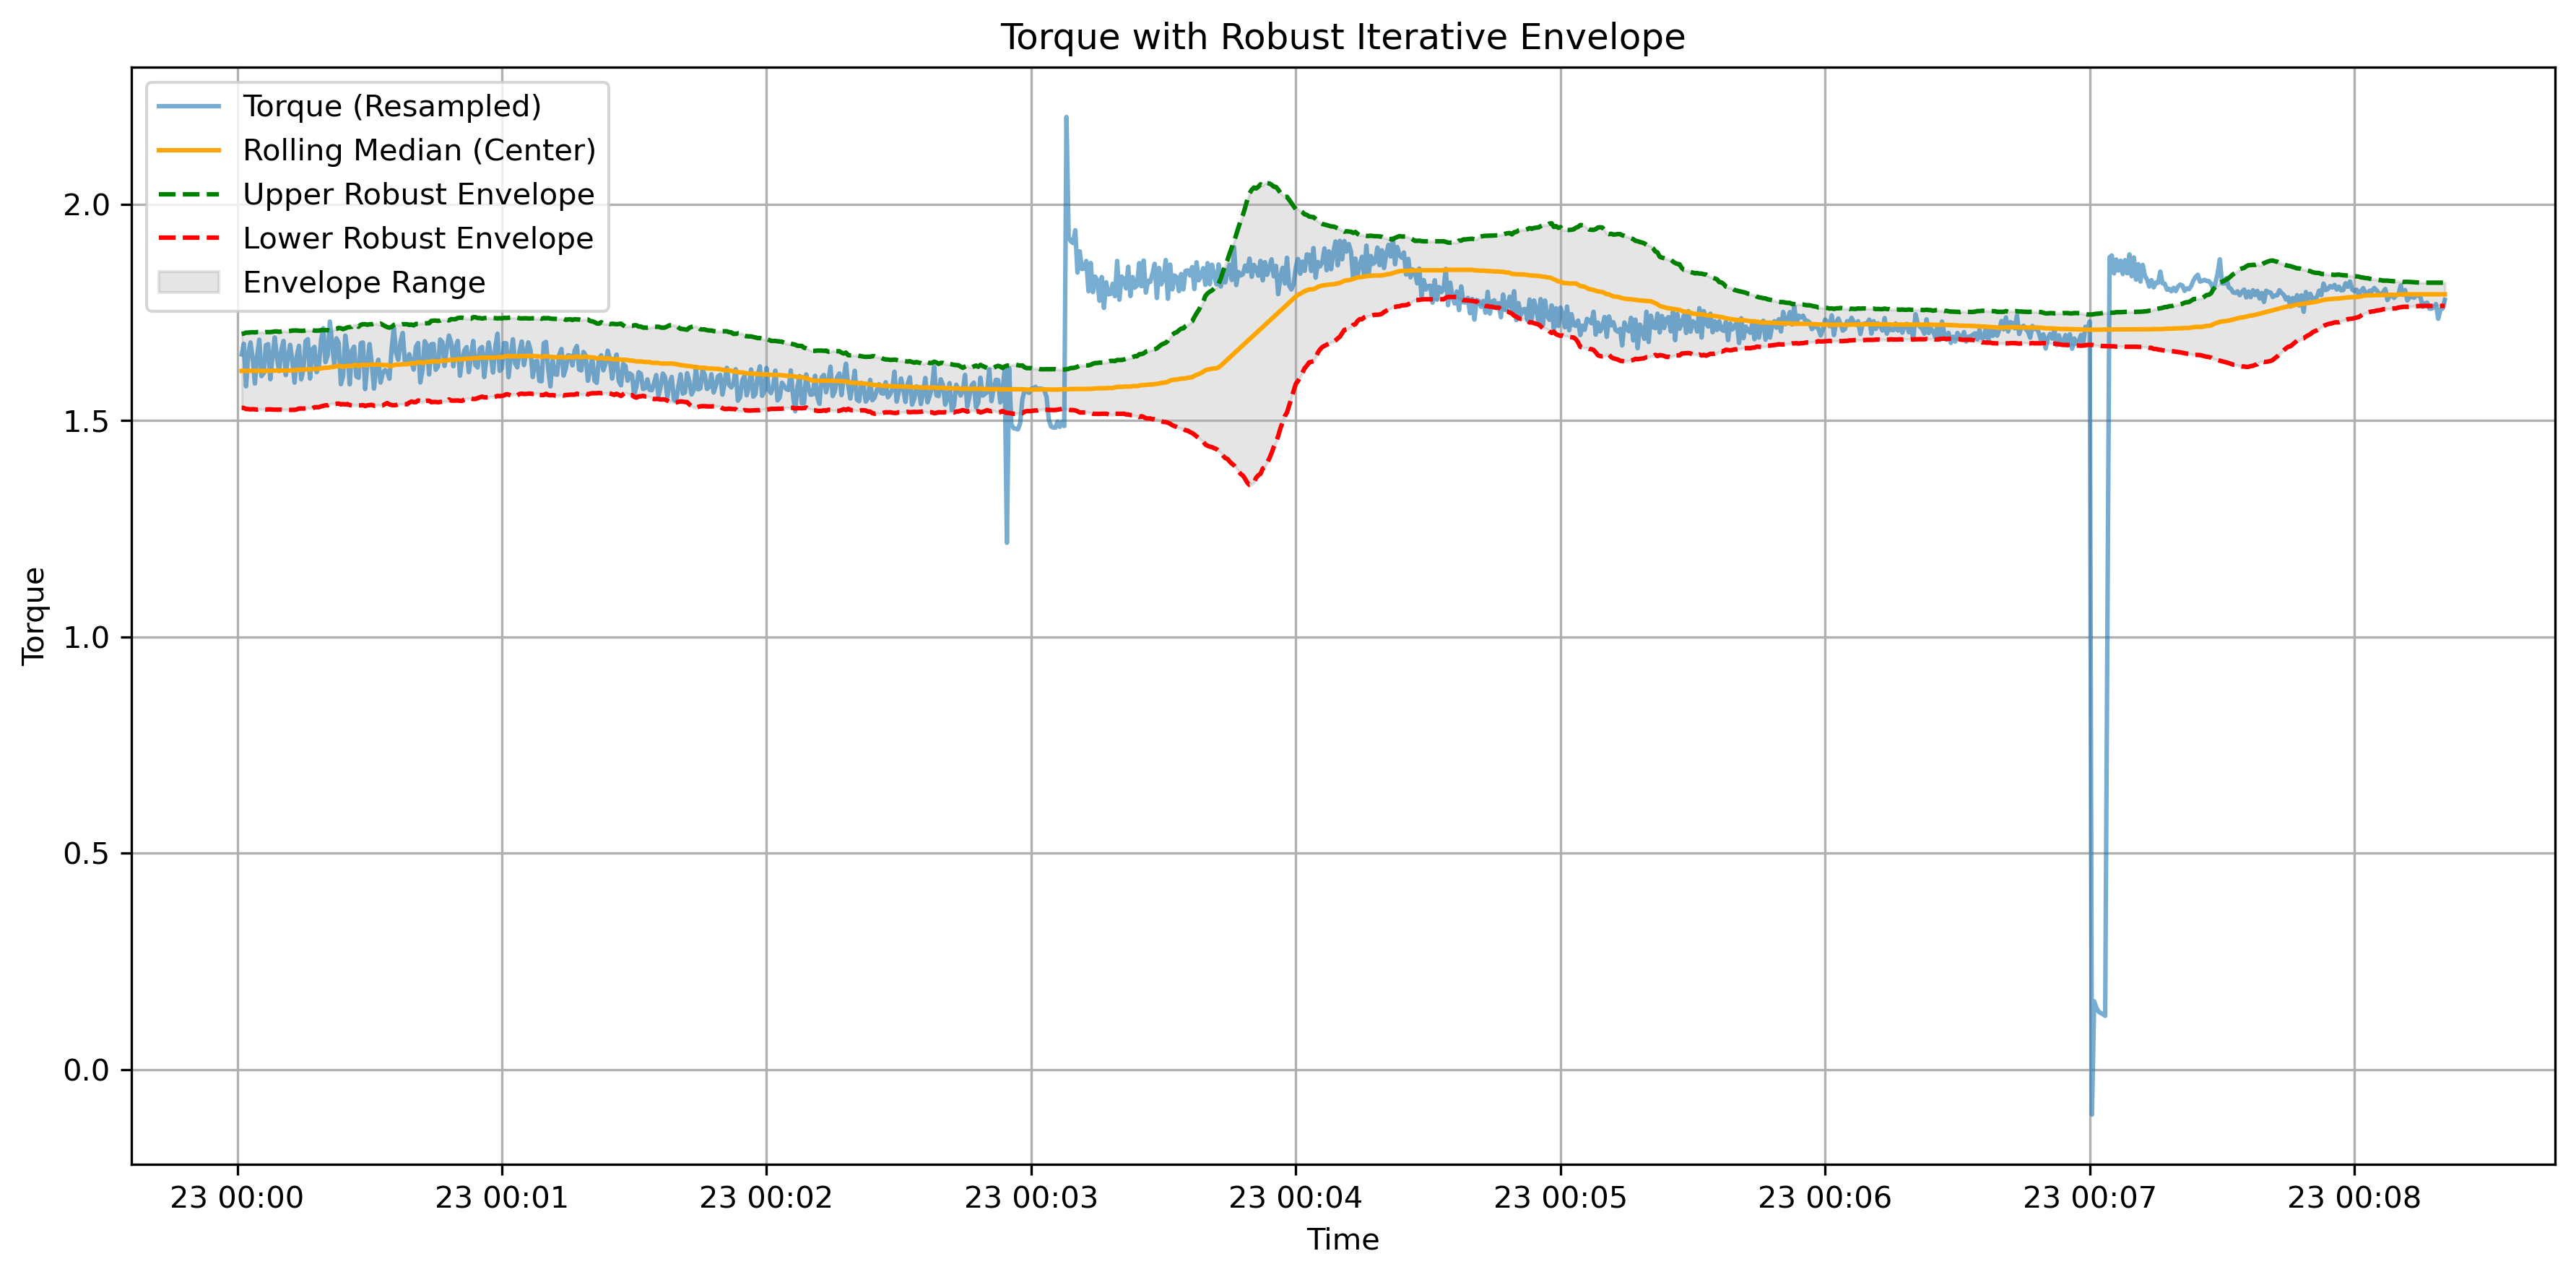 Torque with Robust Iterative Envelope
Torque (Resampled)
Rolling Median (Center)
Upper Robust Envelope
Lower Robust Envelope
Envelope Range
Torque
2.0
1.5
1.0
0.5
0.0
23 00:00
23 00:01
23 00:02
23 00:03
23 00:04
23 00:05
23 00:06
23 00:07
23 00:08
Time